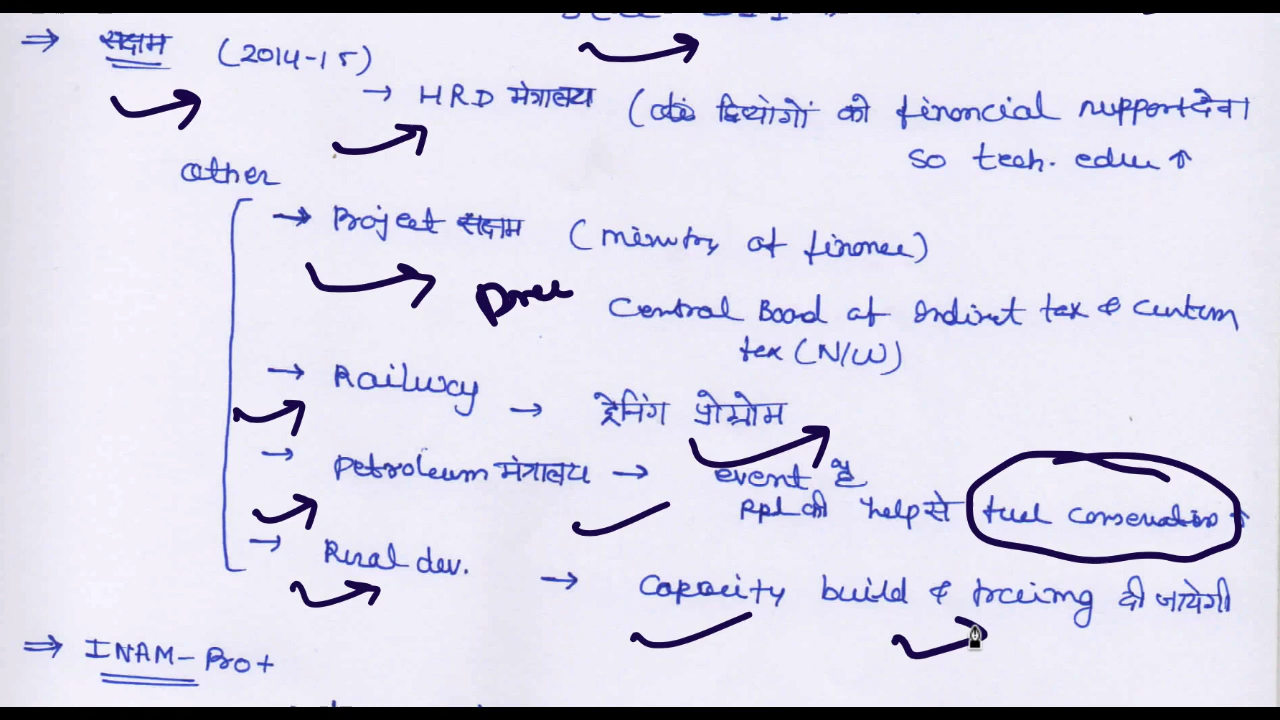 ⇒ सक्षम (2014-15)
→ HRD मंत्रालय ( दिव्यांगों को financial support देना
so tech. edu ↑
other
→ Project सक्षम (ministry of finance)
Central Board of Indirect tax & Custom
tax (N/W)
→ Railway → ट्रेनिंग प्रोग्राम
→ Petroleum मंत्रालय → event है
ppl की help से fuel conservation ↑
→ Rural dev. → Capacity build & traing दी जायेगी
⇒ INAM-Pro+